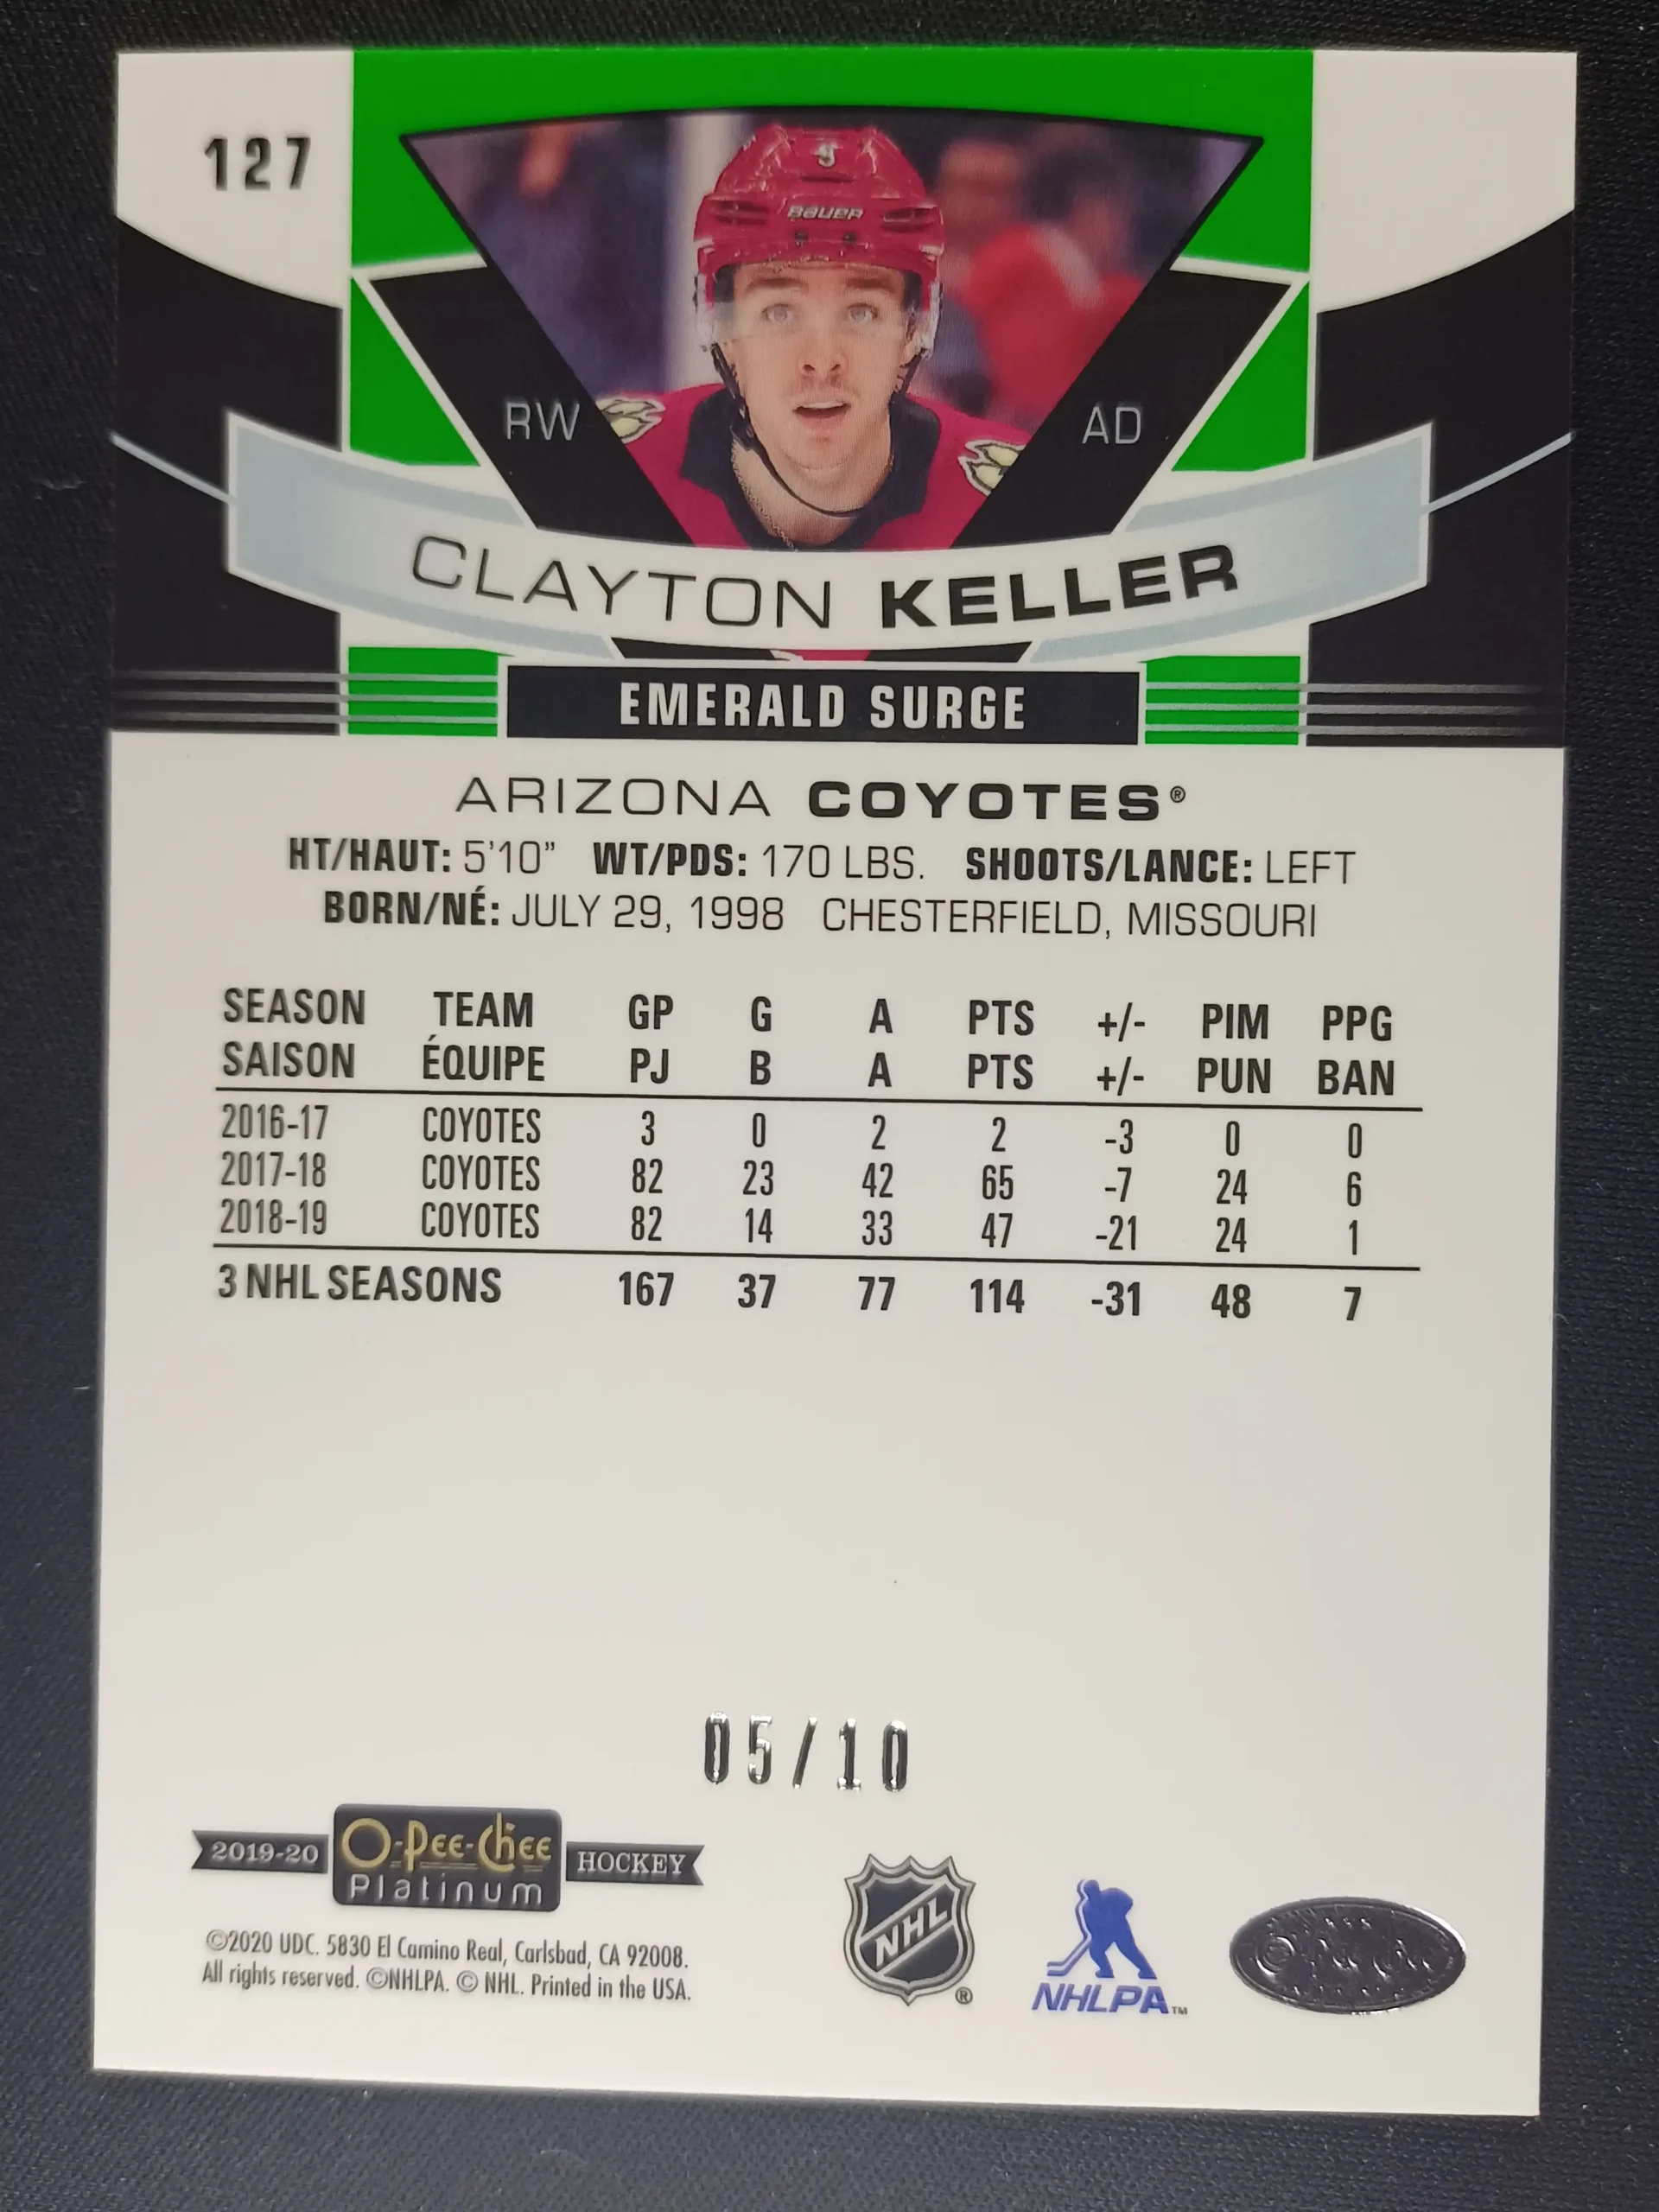 127
BAUER
RW AD
CLAYTON KELLER
EMERALD SURGE
ARIZONA COYOTES®
HT/HAUT: 5'10" WT/PDS: 170 LBS. SHOOTS/LANCE: LEFT
BORN/NÉ: JULY 29, 1998 CHESTERFIELD, MISSOURI
SEASON TEAM GP G A PTS +/- PIM PPG
SAISON ÉQUIPE PJ B A PTS +/- PUN BAN
2016-17 COYOTES 3 0 2 2 -3 0 0
2017-18 COYOTES 82 23 42 65 -7 24 6
2018-19 COYOTES 82 14 33 47 -21 24 1
3 NHL SEASONS 167 37 77 114 -31 48 7
05/10
2019-20 O-Pee-Chee HOCKEY
Platinum
©2020 UDC. 5830 El Camino Real, Carlsbad, CA 92008.
All rights reserved. ©NHLPA. © NHL. Printed in the USA.
NHL®
NHLPA™
O-Pee-Chee